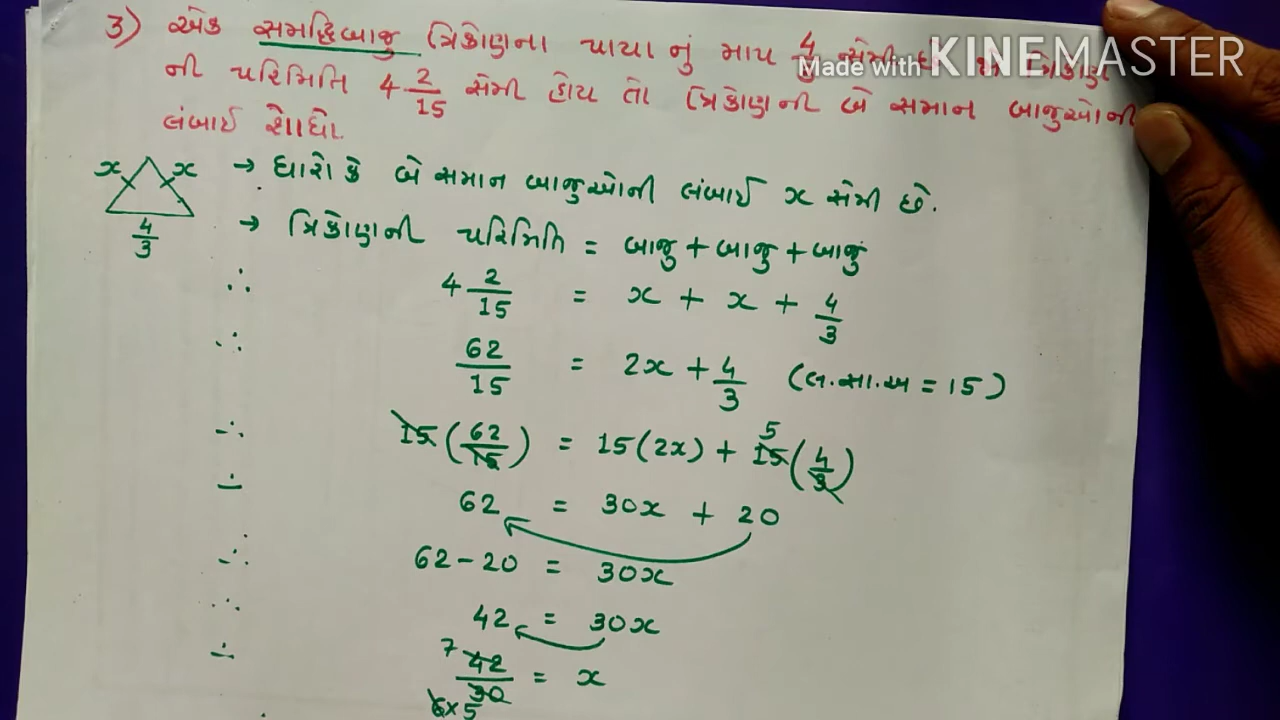 3) એક સમદ્વિબાજુ ત્રિકોણના પાયા નું માપ 4/3 સેમી
ની પરિમિતિ 4 2/15 સેમી હોય તો ત્રિકોણની બે સમાન બાજુઓની
લંબાઈ શોધો.
Made with KINEMASTER
x x 4/3
→ ધારો કે બે સમાન બાજુઓની લંબાઈ x સેમી છે.
→ ત્રિકોણની પરિમિતિ = બાજુ + બાજુ + બાજુ
∴ 4 2/15 = x + x + 4/3
∴ 62/15 = 2x + 4/3 (લ.સા.અ = 15)
∴ 15(62/15) = 15(2x) + 5 15(4/3)
∴ 62 = 30x + 20
∴ 62 - 20 = 30x
∴ 42 = 30x
∴ 7 42/30 = x
6×5